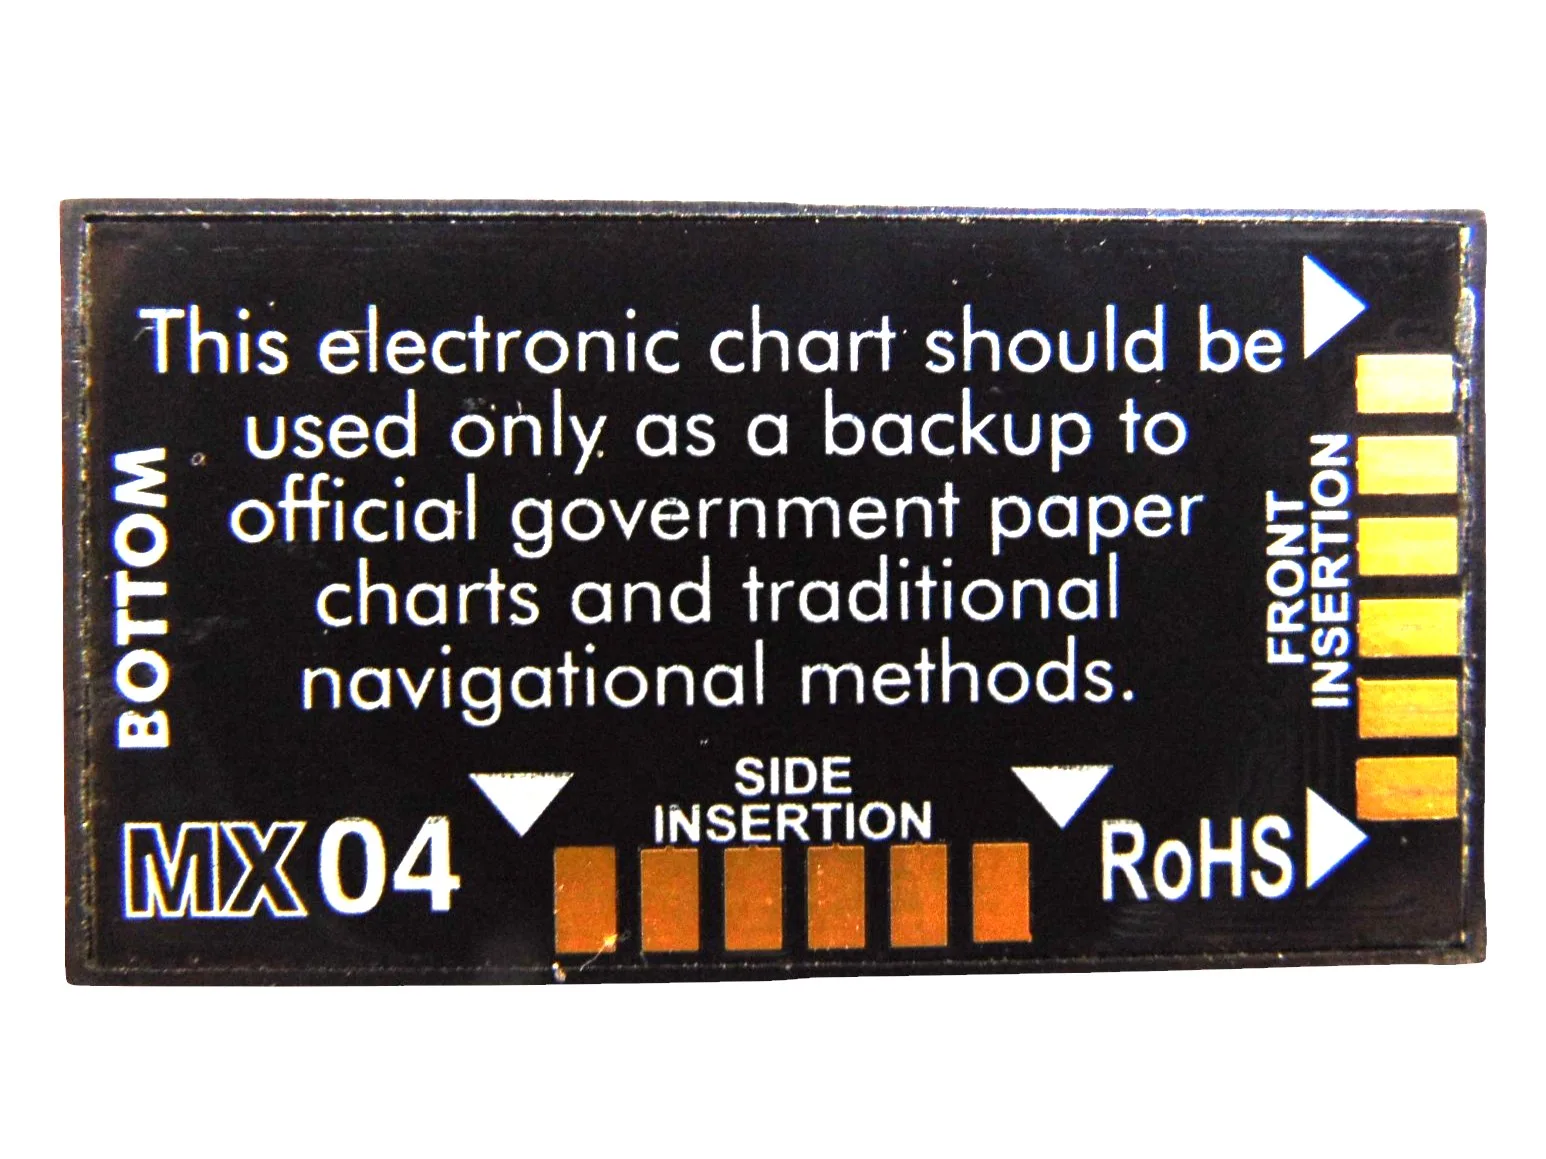 This electronic chart should be
used only as a backup to
official government paper
charts and traditional
navigational methods.
BOTTOM
FRONT
INSERTION
SIDE
INSERTION
MX04
RoHS